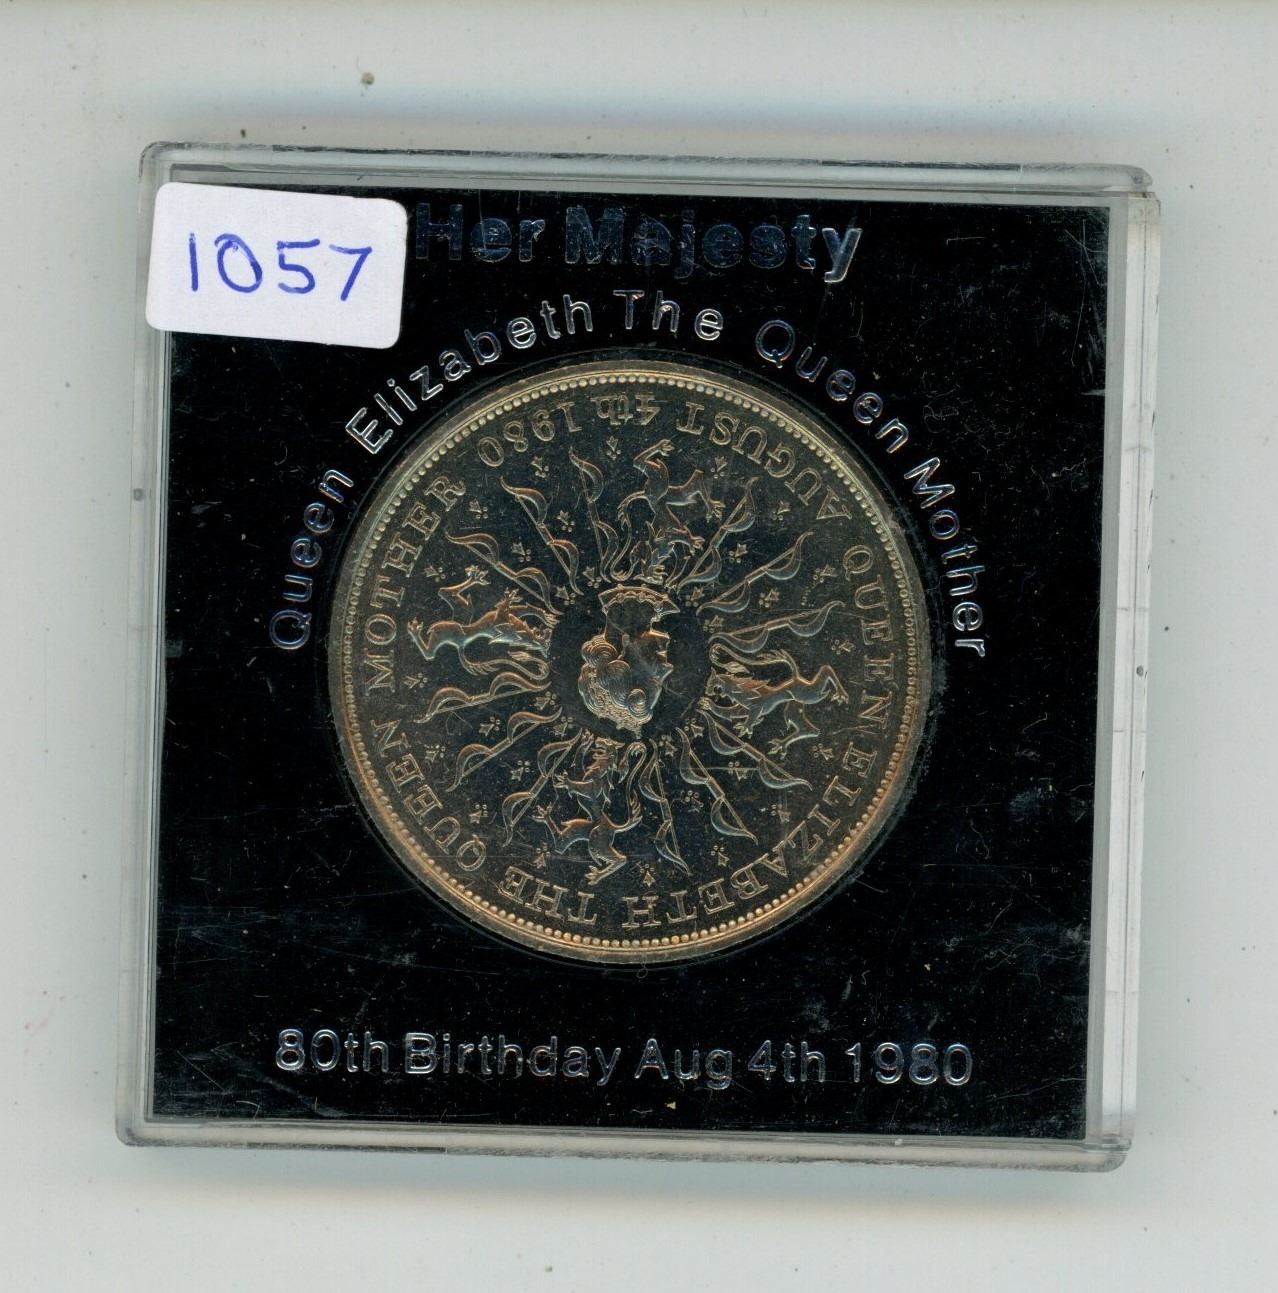 1057
Her Majesty
Queen Elizabeth The Queen Mother
QUEEN ELIZABETH THE QUEEN MOTHER
AUGUST 4th 1980
80th Birthday Aug 4th 1980